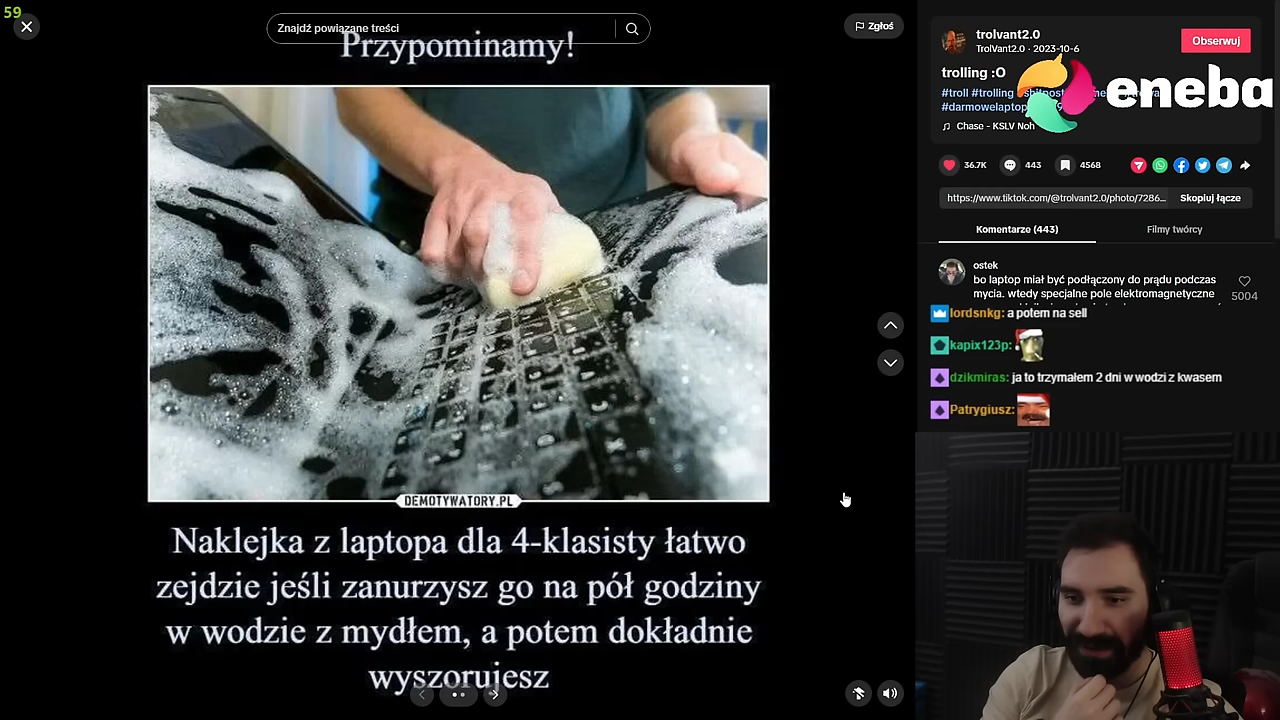 59
Znajdź powiązane treści
Zgłoś
Przypominamy!
DEMOTYWATORY.PL
Naklejka z laptopa dla 4-klasisty łatwo
zejdzie jeśli zanurzysz go na pół godziny
w wodzie z mydłem, a potem dokładnie
wyszorujesz
trolvant2.0
TrolVant2.0 · 2023-10-6
Obserwuj
trolling :O
#troll #trolling
#darmowelaptop
eneba
Chase - KSLV Noh
36.7K
443
4568
https://www.tiktok.com/@trolvant2.0/photo/7286...
Skopiuj łącze
Komentarze (443)
Filmy twórcy
ostek
bo laptop miał być podłączony do prądu podczas
mycia. wtedy specjalne pole elektromagnetyczne
5004
lordsnkg: a potem na sell
kapix123p:
dzikmiras: ja to trzymałem 2 dni w wodzi z kwasem
Patrygiusz: